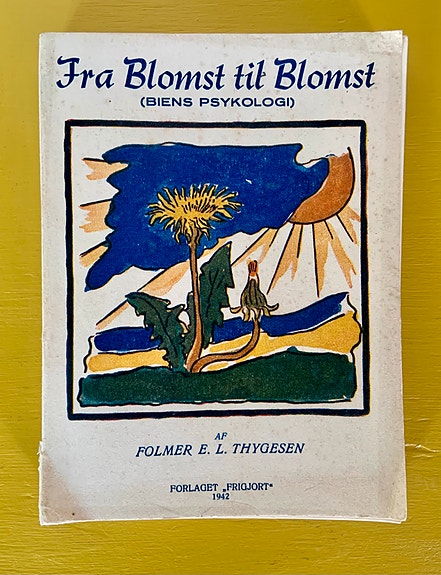 Fra Blomst til Blomst
(BIENS PSYKOLOGI)
AF
FOLMER E. L. THYGESEN
FORLAGET „FRIGJORT“
1942